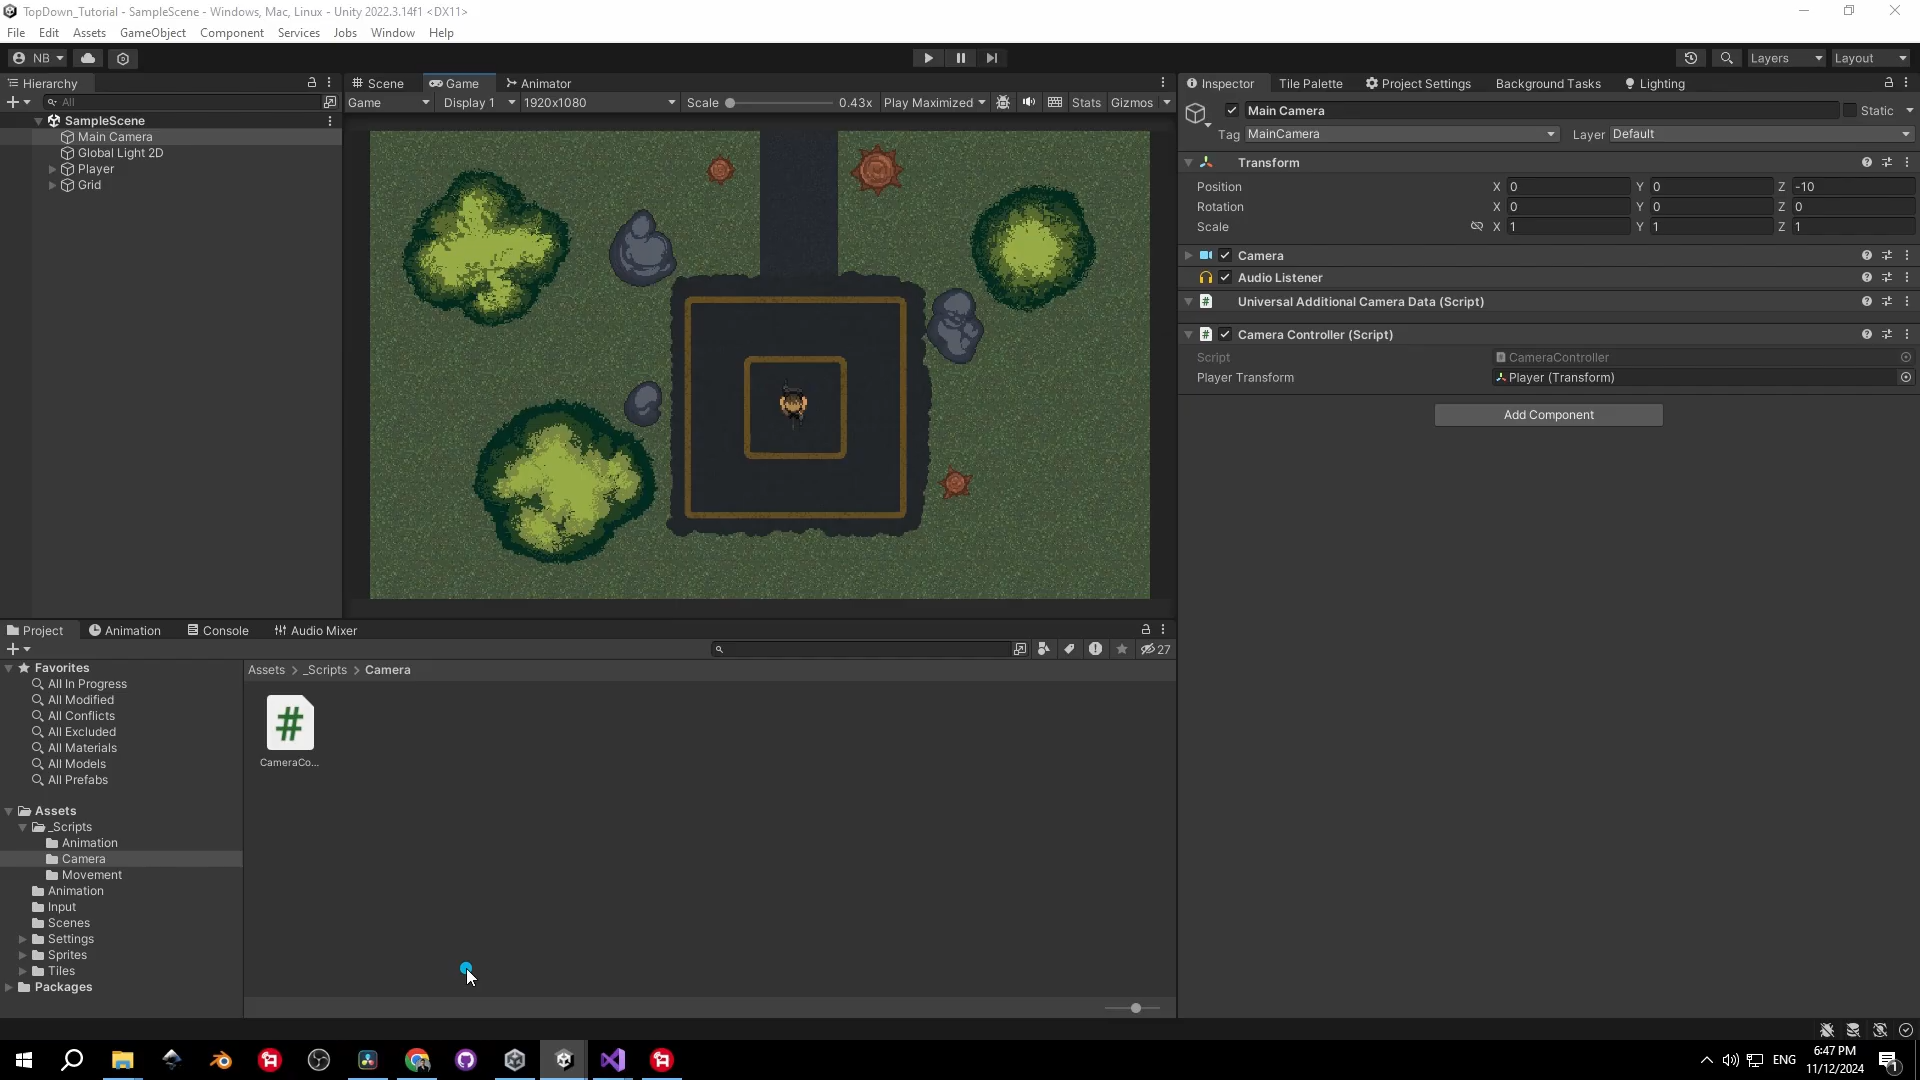 TopDown_Tutorial - SampleScene - Windows, Mac, Linux - Unity 2022.3.14f1 <DX11>
File Edit Assets GameObject Component Services Jobs Window Help
NB Layers Layout
Hierarchy
All
SampleScene
Main Camera
Global Light 2D
Player
Grid
Scene Game Animator
Game Display 1 1920x1080 Scale 0.43x Play Maximized Stats Gizmos
Inspector Tile Palette Project Settings Background Tasks Lighting
Main Camera Static
Tag MainCamera Layer Default
Transform
Position X 0 Y 0 Z -10
Rotation X 0 Y 0 Z 0
Scale X 1 Y 1 Z 1
Camera
Audio Listener
Universal Additional Camera Data (Script)
Camera Controller (Script)
Script CameraController
Player Transform Player (Transform)
Add Component
Project Animation Console Audio Mixer
27
Favorites
All In Progress
All Modified
All Conflicts
All Excluded
All Materials
All Models
All Prefabs
Assets
_Scripts
Animation
Camera
Movement
Animation
Input
Scenes
Settings
Sprites
Tiles
Packages
Assets > _Scripts > Camera
#
CameraCo...
ENG
6:47 PM
11/12/2024
1